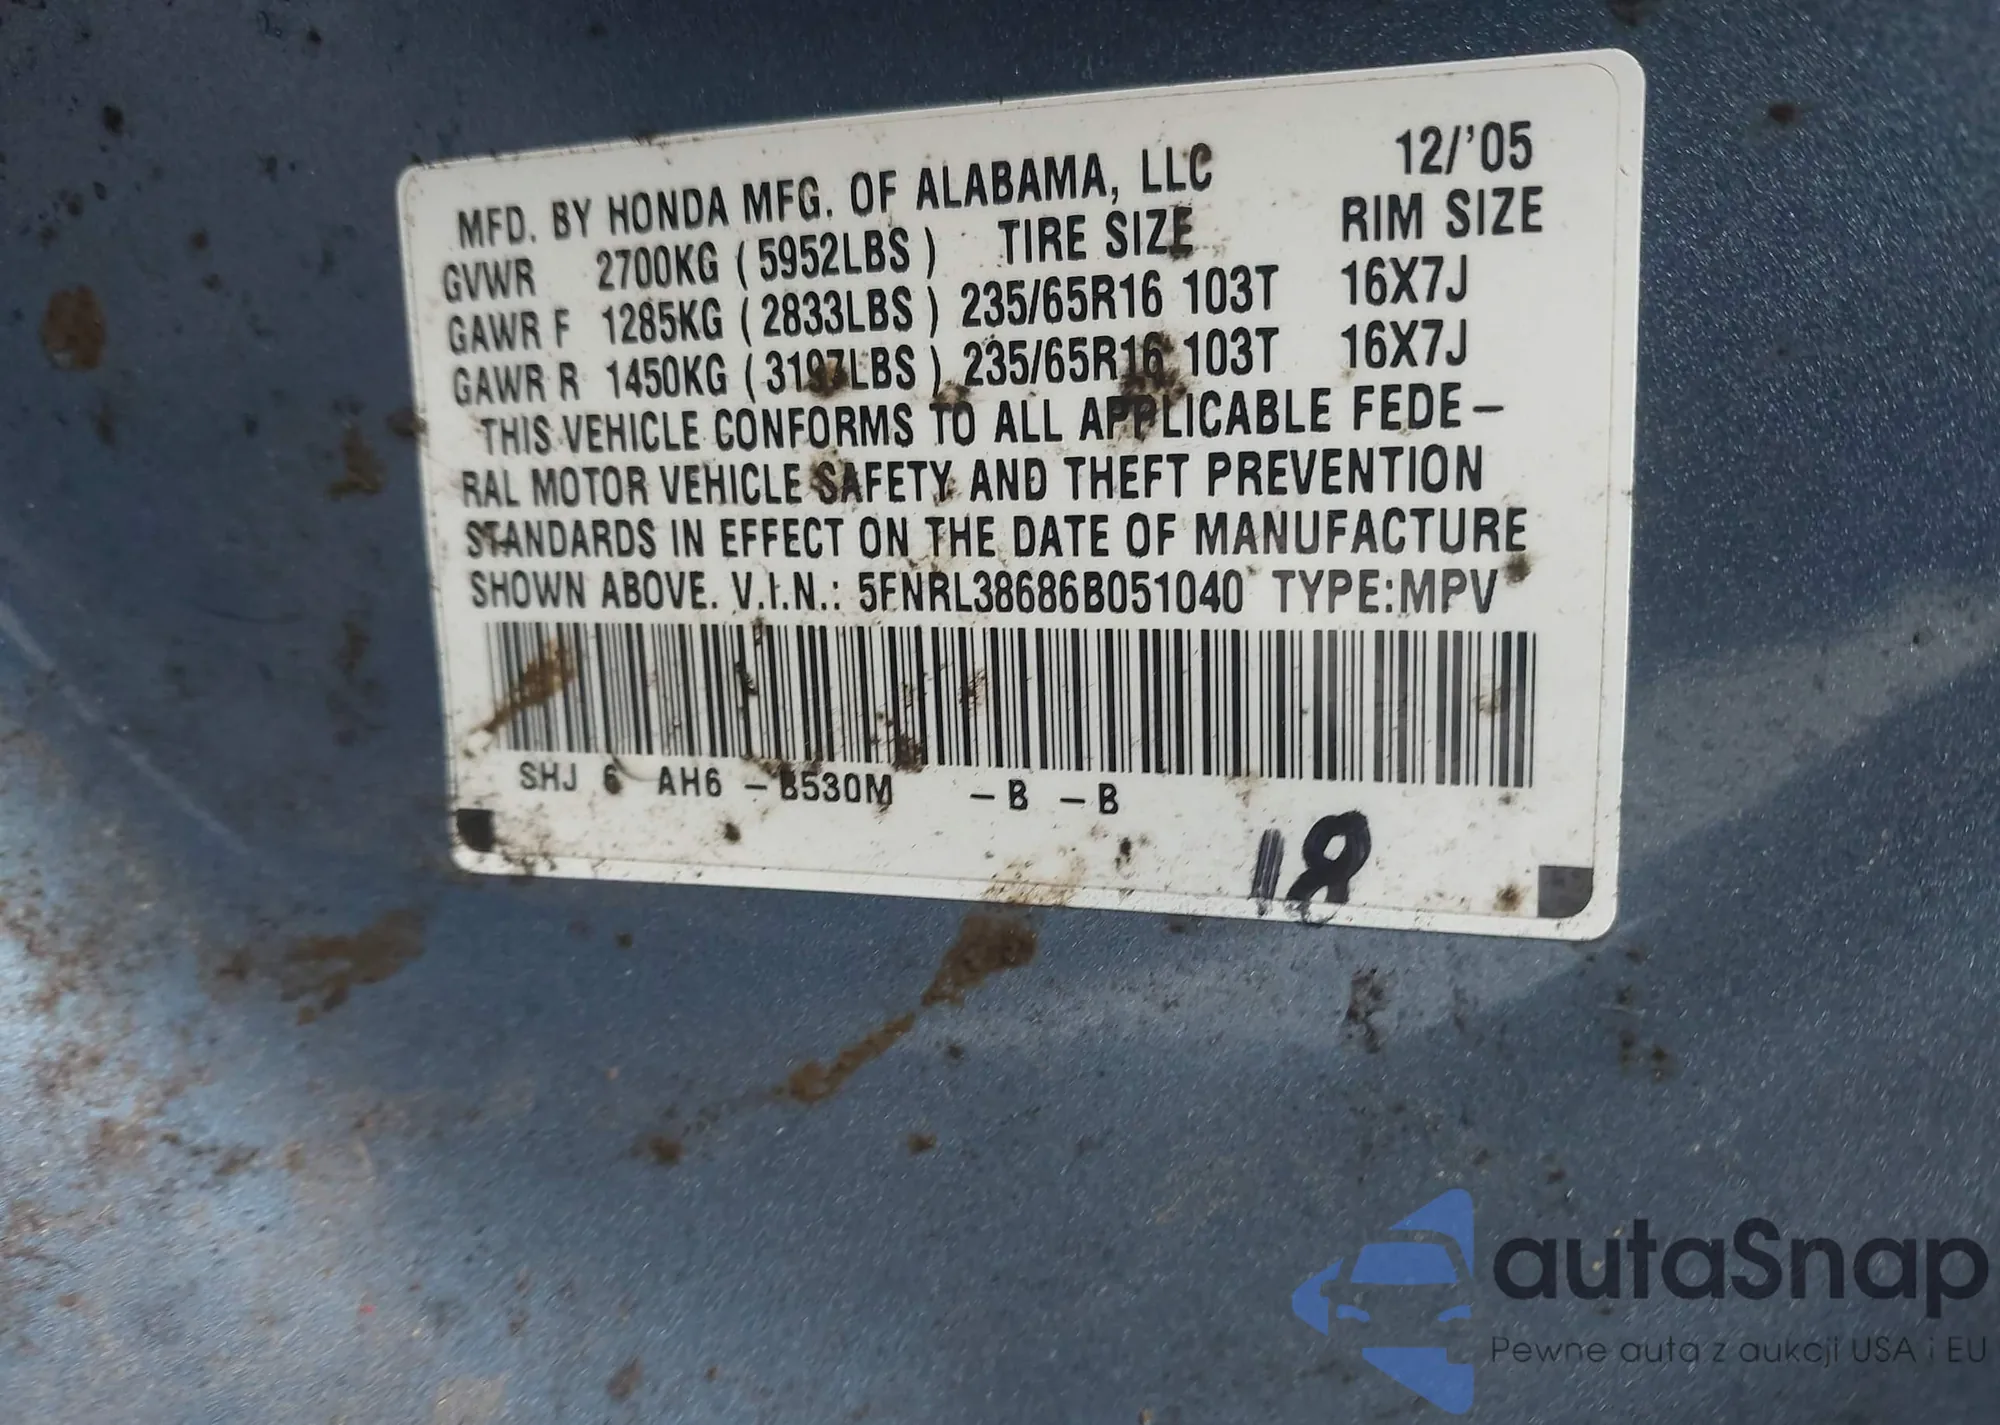 MFD. BY HONDA MFG. OF ALABAMA, LLC 12/'05
GVWR 2700KG (5952LBS) TIRE SIZE RIM SIZE
GAWR F 1285KG (2833LBS) 235/65R16 103T 16X7J
GAWR R 1450KG (3197LBS) 235/65R16 103T 16X7J
THIS VEHICLE CONFORMS TO ALL APPLICABLE FEDE-
RAL MOTOR VEHICLE SAFETY AND THEFT PREVENTION
STANDARDS IN EFFECT ON THE DATE OF MANUFACTURE
SHOWN ABOVE. V.I.N.: 5FNRL38686B051040 TYPE:MPV
SHJ 6 AH6 -B530M -B -B
18
autaSnap
Pewne auta z aukcji USA i EU